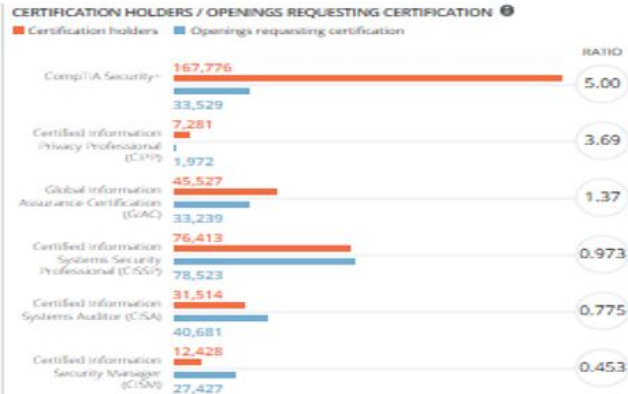 CERTIFICATION HOLDERS / OPENINGS REQUESTING CERTIFICATION
Certification holders Openings requesting certification
RATIO
CompTIA Security+
167,776
33,529
5.00
Certified Information
Privacy Professional
(CIPP)
7,281
1,972
3.69
Global Information
Assurance Certification
(GIAC)
45,527
33,239
1.37
Certified Information
Systems Security
Professional (CISSP)
76,413
78,523
0.973
Certified Information
Systems Auditor (CISA)
31,514
40,681
0.775
Certified Information
Security Manager
(CISM)
12,428
27,427
0.453